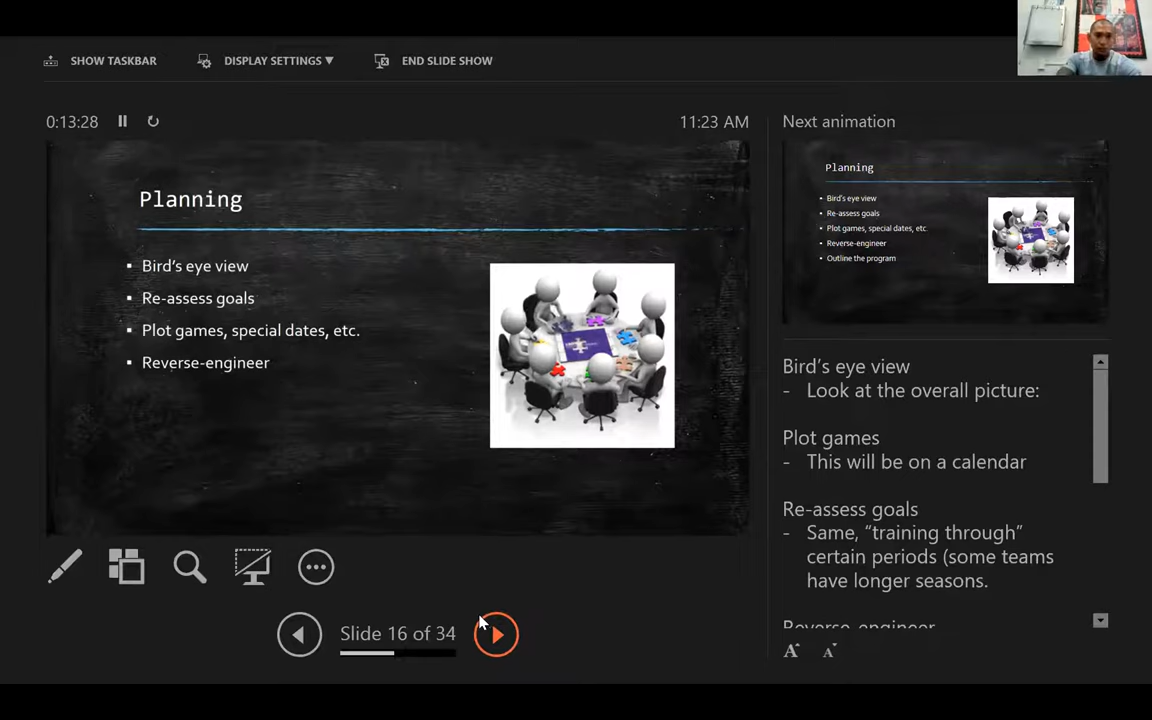 SHOW TASKBAR
DISPLAY SETTINGS ▼
END SLIDE SHOW
0:13:28
11:23 AM
Planning
▪ Bird's eye view
▪ Re-assess goals
▪ Plot games, special dates, etc.
▪ Reverse-engineer
Slide 16 of 34
Next animation
Planning
▪ Bird's eye view
▪ Re-assess goals
▪ Plot games, special dates, etc.
▪ Reverse-engineer
▪ Outline the program
Bird's eye view
- Look at the overall picture:
Plot games
- This will be on a calendar
Re-assess goals
- Same, “training through”
certain periods (some teams
have longer seasons.
Reverse-engineer
A A